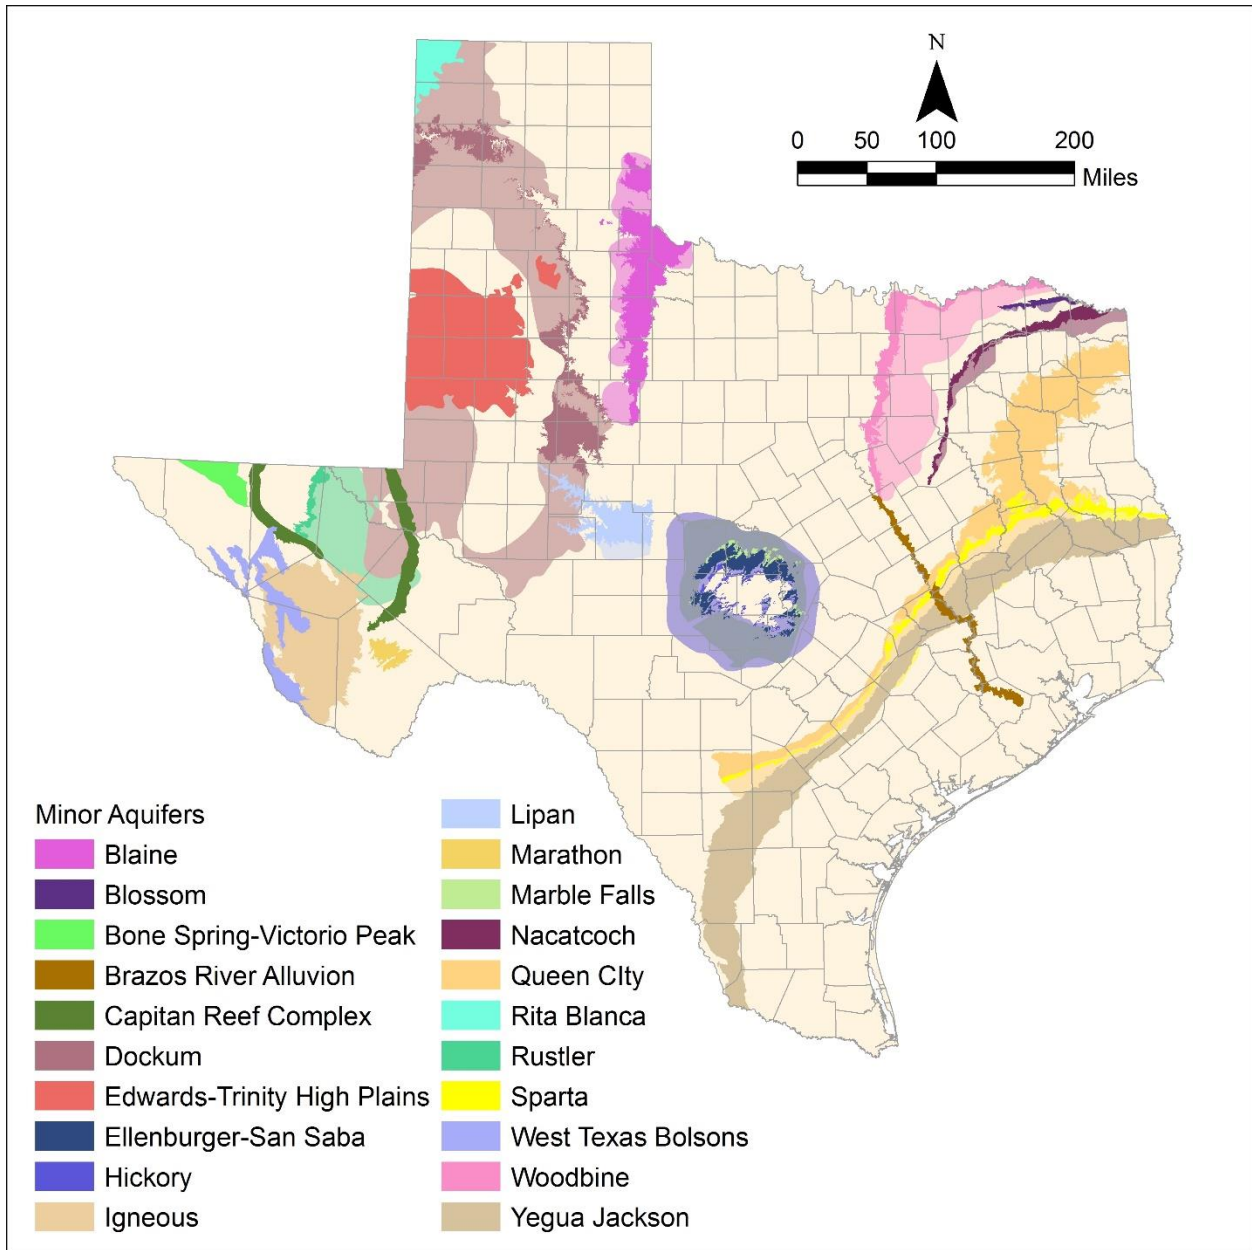 N
0 50 100 200
Miles
Minor Aquifers
Blaine
Blossom
Bone Spring-Victorio Peak
Brazos River Alluvion
Capitan Reef Complex
Dockum
Edwards-Trinity High Plains
Ellenburger-San Saba
Hickory
Igneous
Lipan
Marathon
Marble Falls
Nacatcoch
Queen CIty
Rita Blanca
Rustler
Sparta
West Texas Bolsons
Woodbine
Yegua Jackson